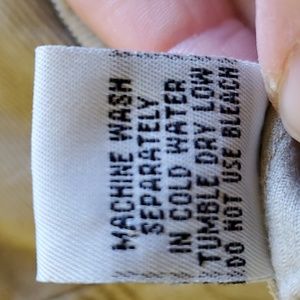 MACHINE WASH
SEPARATELY
IN COLD WATER
TUMBLE DRY LOW
DO NOT USE BLEACH